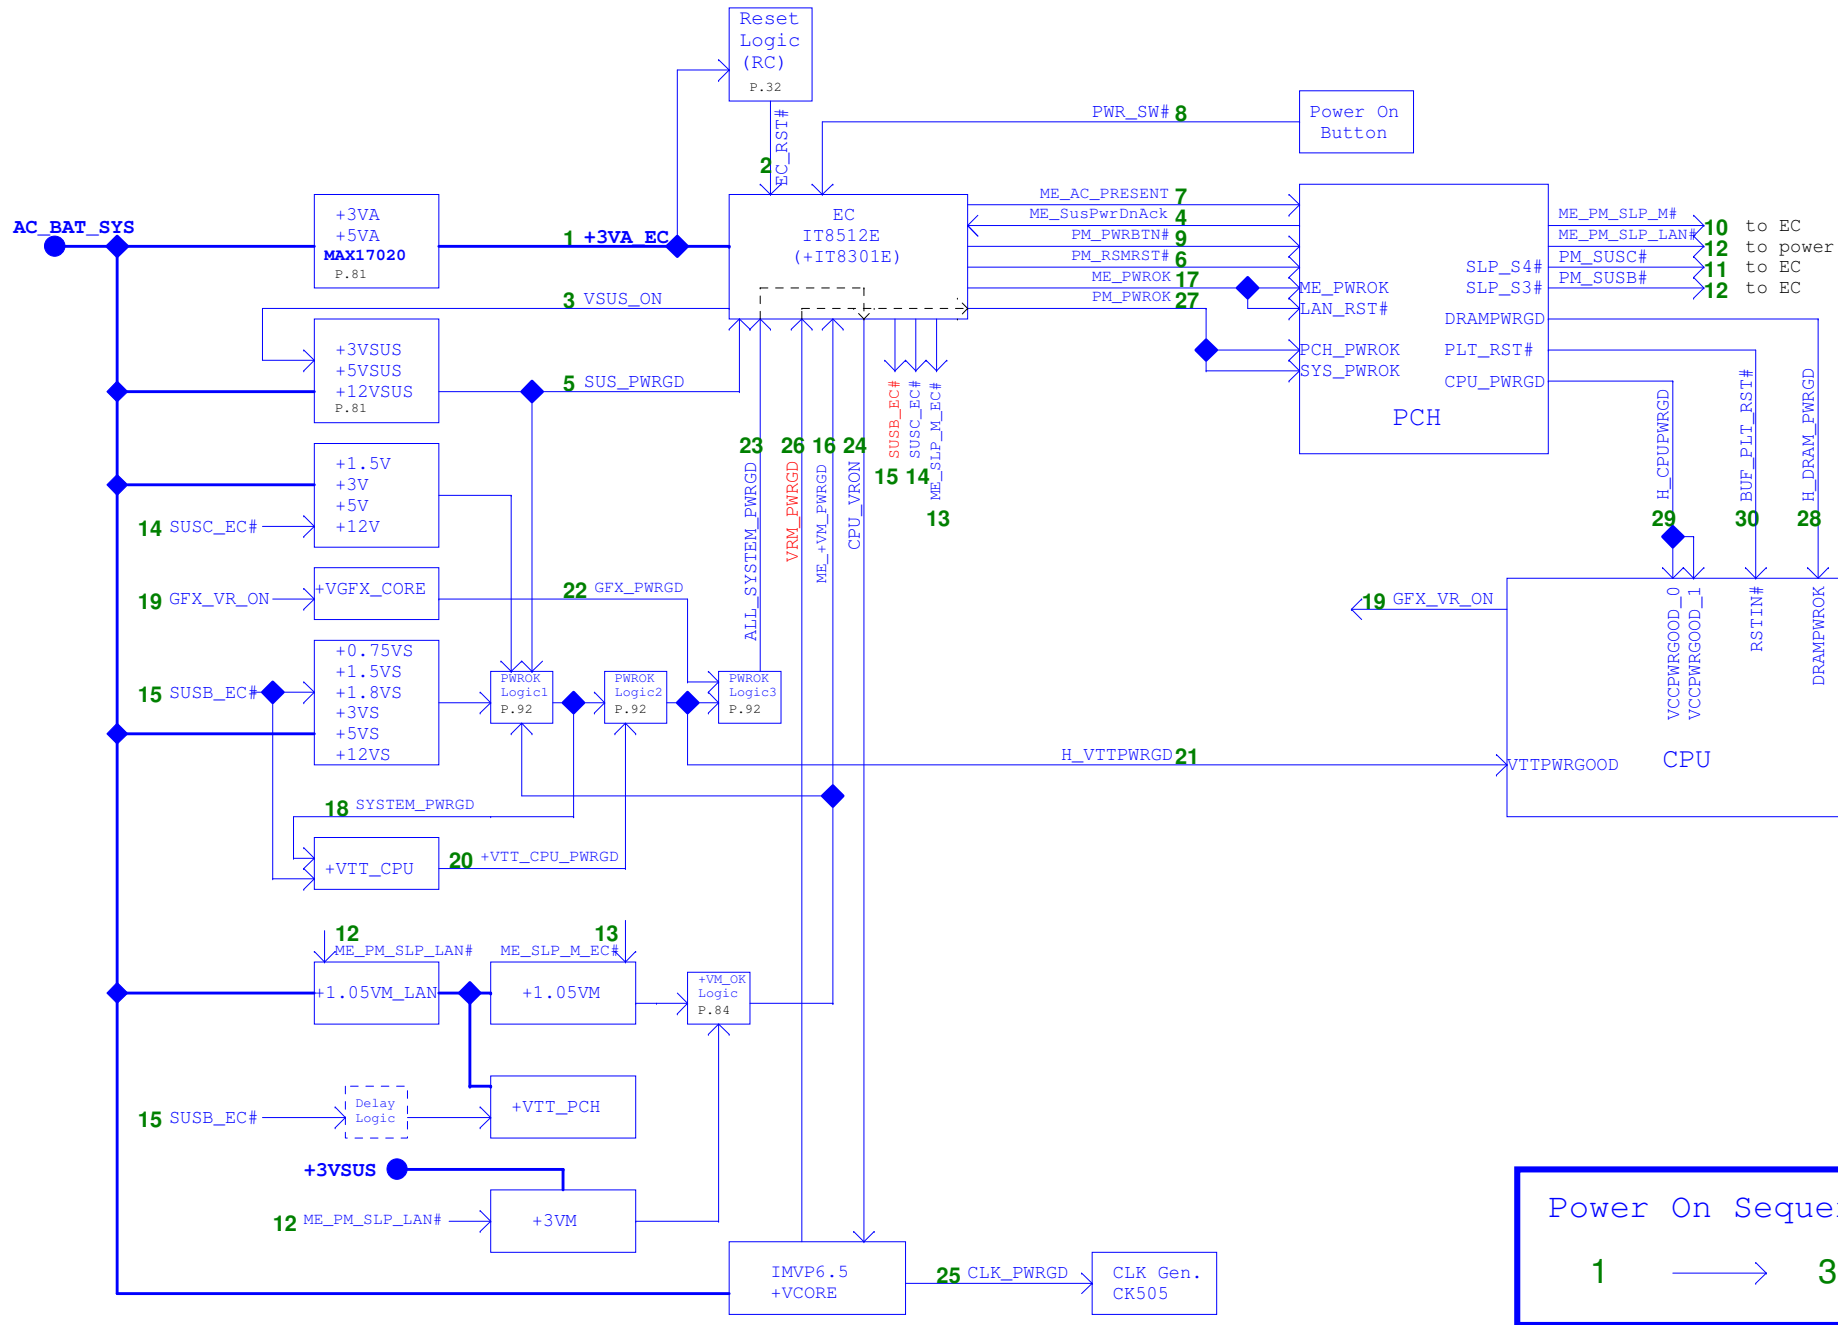 Reset
Logic
(RC)
P.32
EC_RST#
2
PWR_SW# 8
Power On
Button
AC_BAT_SYS
+3VA
+5VA
MAX17020
P.81
1 +3VA_EC
EC
IT8512E
(+IT8301E)
ME_AC_PRESENT 7
ME_SusPwrDnAck 4
PM_PWRBTN# 9
PM_RSMRST# 6
ME_PWROK 17
PM_PWROK 27
ME_PWROK
LAN_RST#
PCH_PWROK
SYS_PWROK
SLP_S4#
SLP_S3#
DRAMPWRGD
PLT_RST#
CPU_PWRGD
PCH
ME_PM_SLP_M# 10 to EC
ME_PM_SLP_LAN# 12 to power
PM_SUSC# 11 to EC
PM_SUSB# 12 to EC
3 VSUS_ON
+3VSUS
+5VSUS
+12VSUS
P.81
5 SUS_PWRGD
+1.5V
+3V
+5V
+12V
14 SUSC_EC#
23 ALL_SYSTEM_PWRGD
26 VRM_PWRGD
16 ME_+VM_PWRGD
24 CPU_VRON
15 SUSB_EC#
14 SUSC_EC#
13 ME_SLP_M_EC#
H_CPUPWRGD
29
BUF_PLT_RST#
30
H_DRAM_PWRGD
28
19 GFX_VR_ON
+VGFX_CORE
22 GFX_PWRGD
19 GFX_VR_ON
VCCPWRGOOD_0
VCCPWRGOOD_1
RSTIN#
DRAMPWROK
VTTPWRGOOD
CPU
15 SUSB_EC#
+0.75VS
+1.5VS
+1.8VS
+3VS
+5VS
+12VS
PWROK
Logic1
P.92
PWROK
Logic2
P.92
PWROK
Logic3
P.92
H_VTTPWRGD 21
18 SYSTEM_PWRGD
+VTT_CPU
20 +VTT_CPU_PWRGD
12
ME_PM_SLP_LAN#
13
ME_SLP_M_EC#
+1.05VM_LAN
+1.05VM
+VM_OK
Logic
P.84
15 SUSB_EC#
Delay
Logic
+VTT_PCH
+3VSUS
12 ME_PM_SLP_LAN#
+3VM
IMVP6.5
+VCORE
25 CLK_PWRGD
CLK Gen.
CK505
Power On
1 3